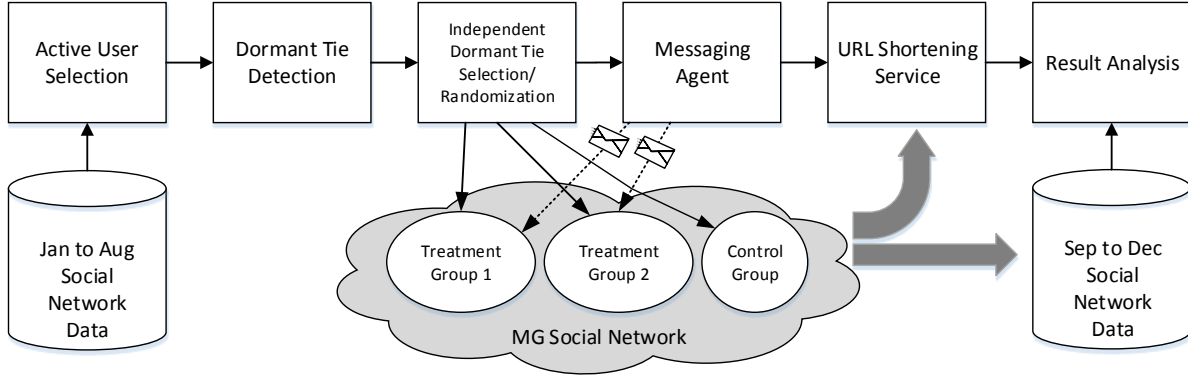 Active User
Selection
Dormant Tie
Detection
Independent
Dormant Tie
Selection/
Randomization
Messaging
Agent
URL Shortening
Service
Result Analysis
Jan to Aug
Social
Network
Data
Treatment
Group 1
Treatment
Group 2
Control
Group
MG Social Network
Sep to Dec
Social
Network
Data